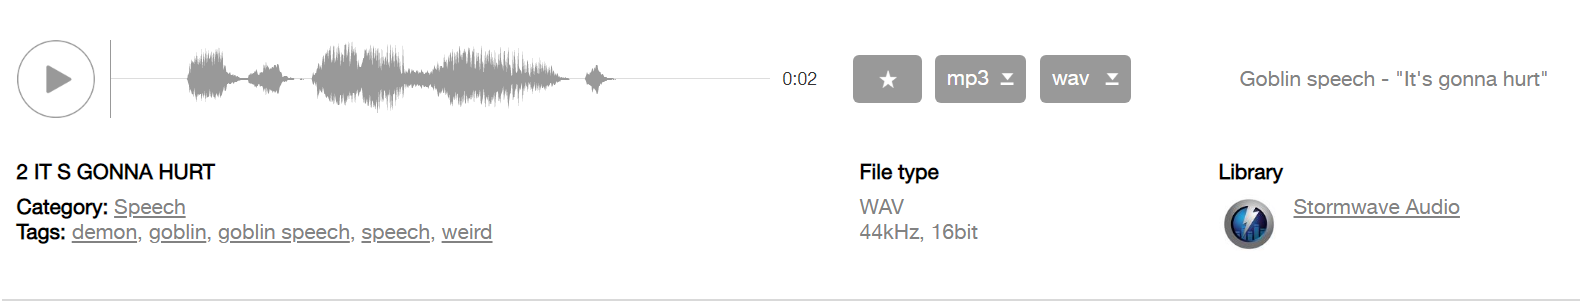 0:02
mp3
wav
Goblin speech - "It's gonna hurt"
2 IT S GONNA HURT
Category: Speech
Tags: demon, goblin, goblin speech, speech, weird
File type
WAV
44kHz, 16bit
Library
Stormwave Audio